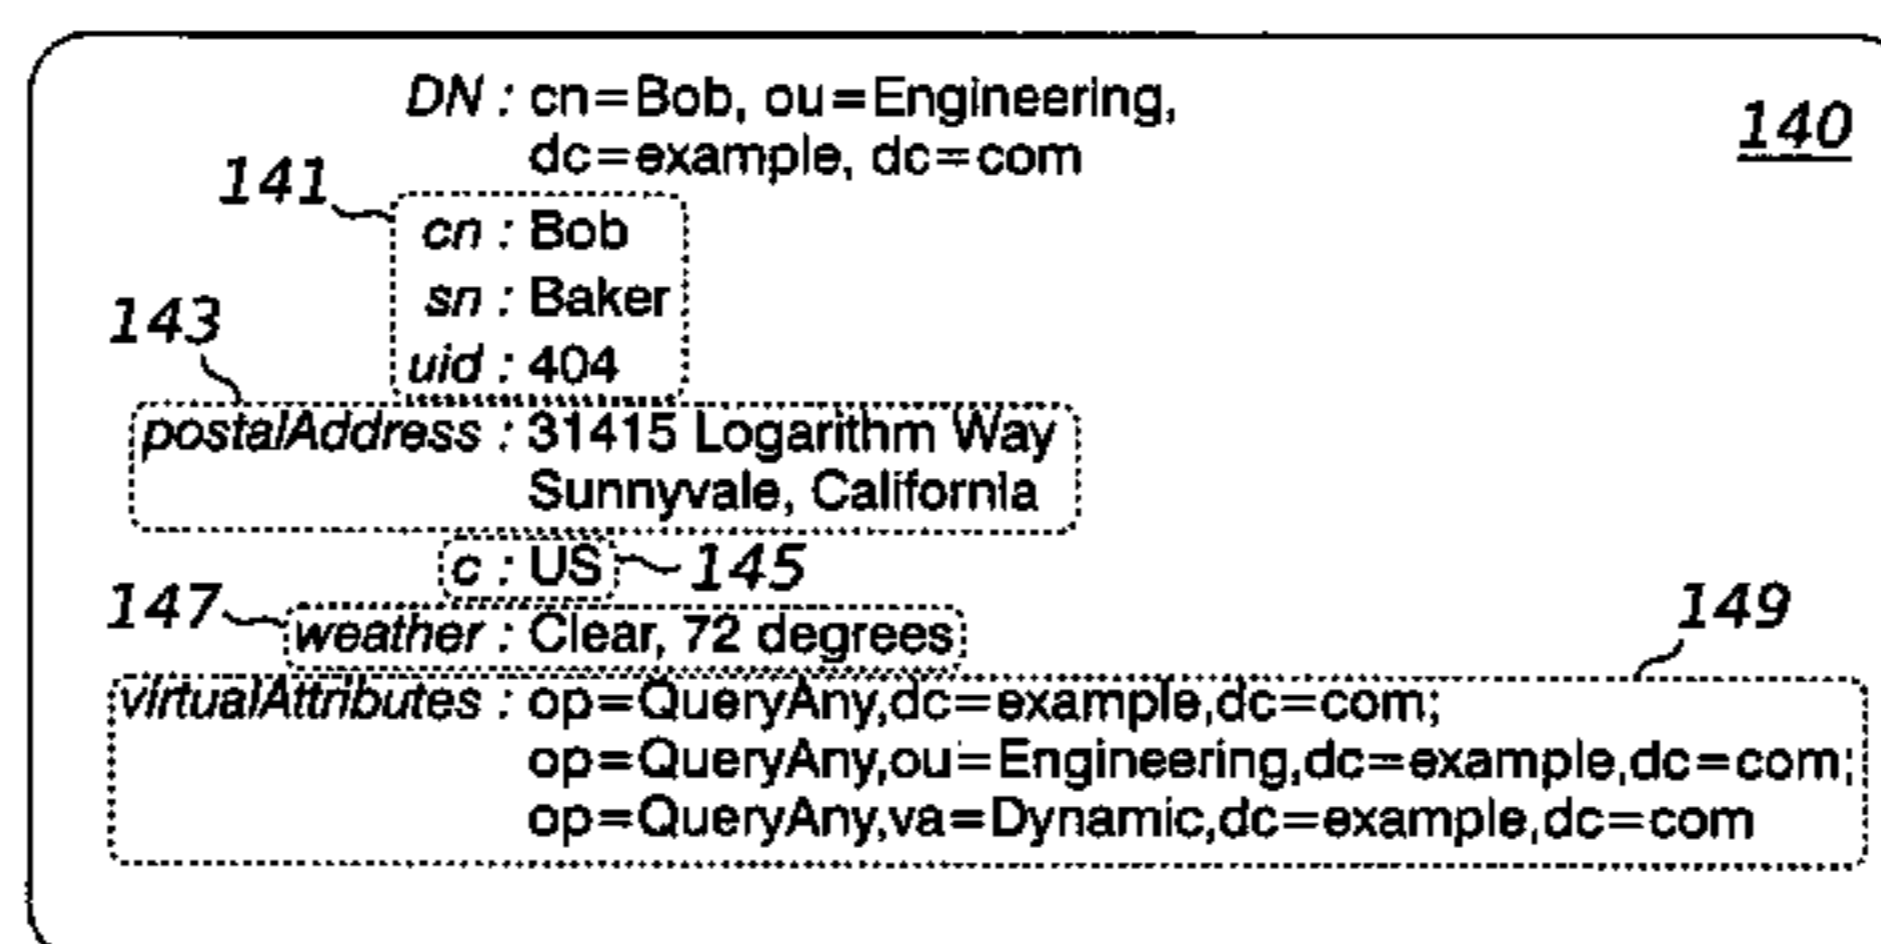 DN : cn=Bob, ou=Engineering,
140
dc=example, dc=com
141
cn : Bob
sn : Baker
143
uid : 404
postalAddress : 31415 Logarithm Way
Sunnyvale, California
c : US
145
147
weather : Clear, 72 degrees
149
virtualAttributes : op=QueryAny,dc=example,dc=com;
op=QueryAny,ou=Engineering,dc=example,dc=com;
op=QueryAny,va=Dynamic,dc=example,dc=com